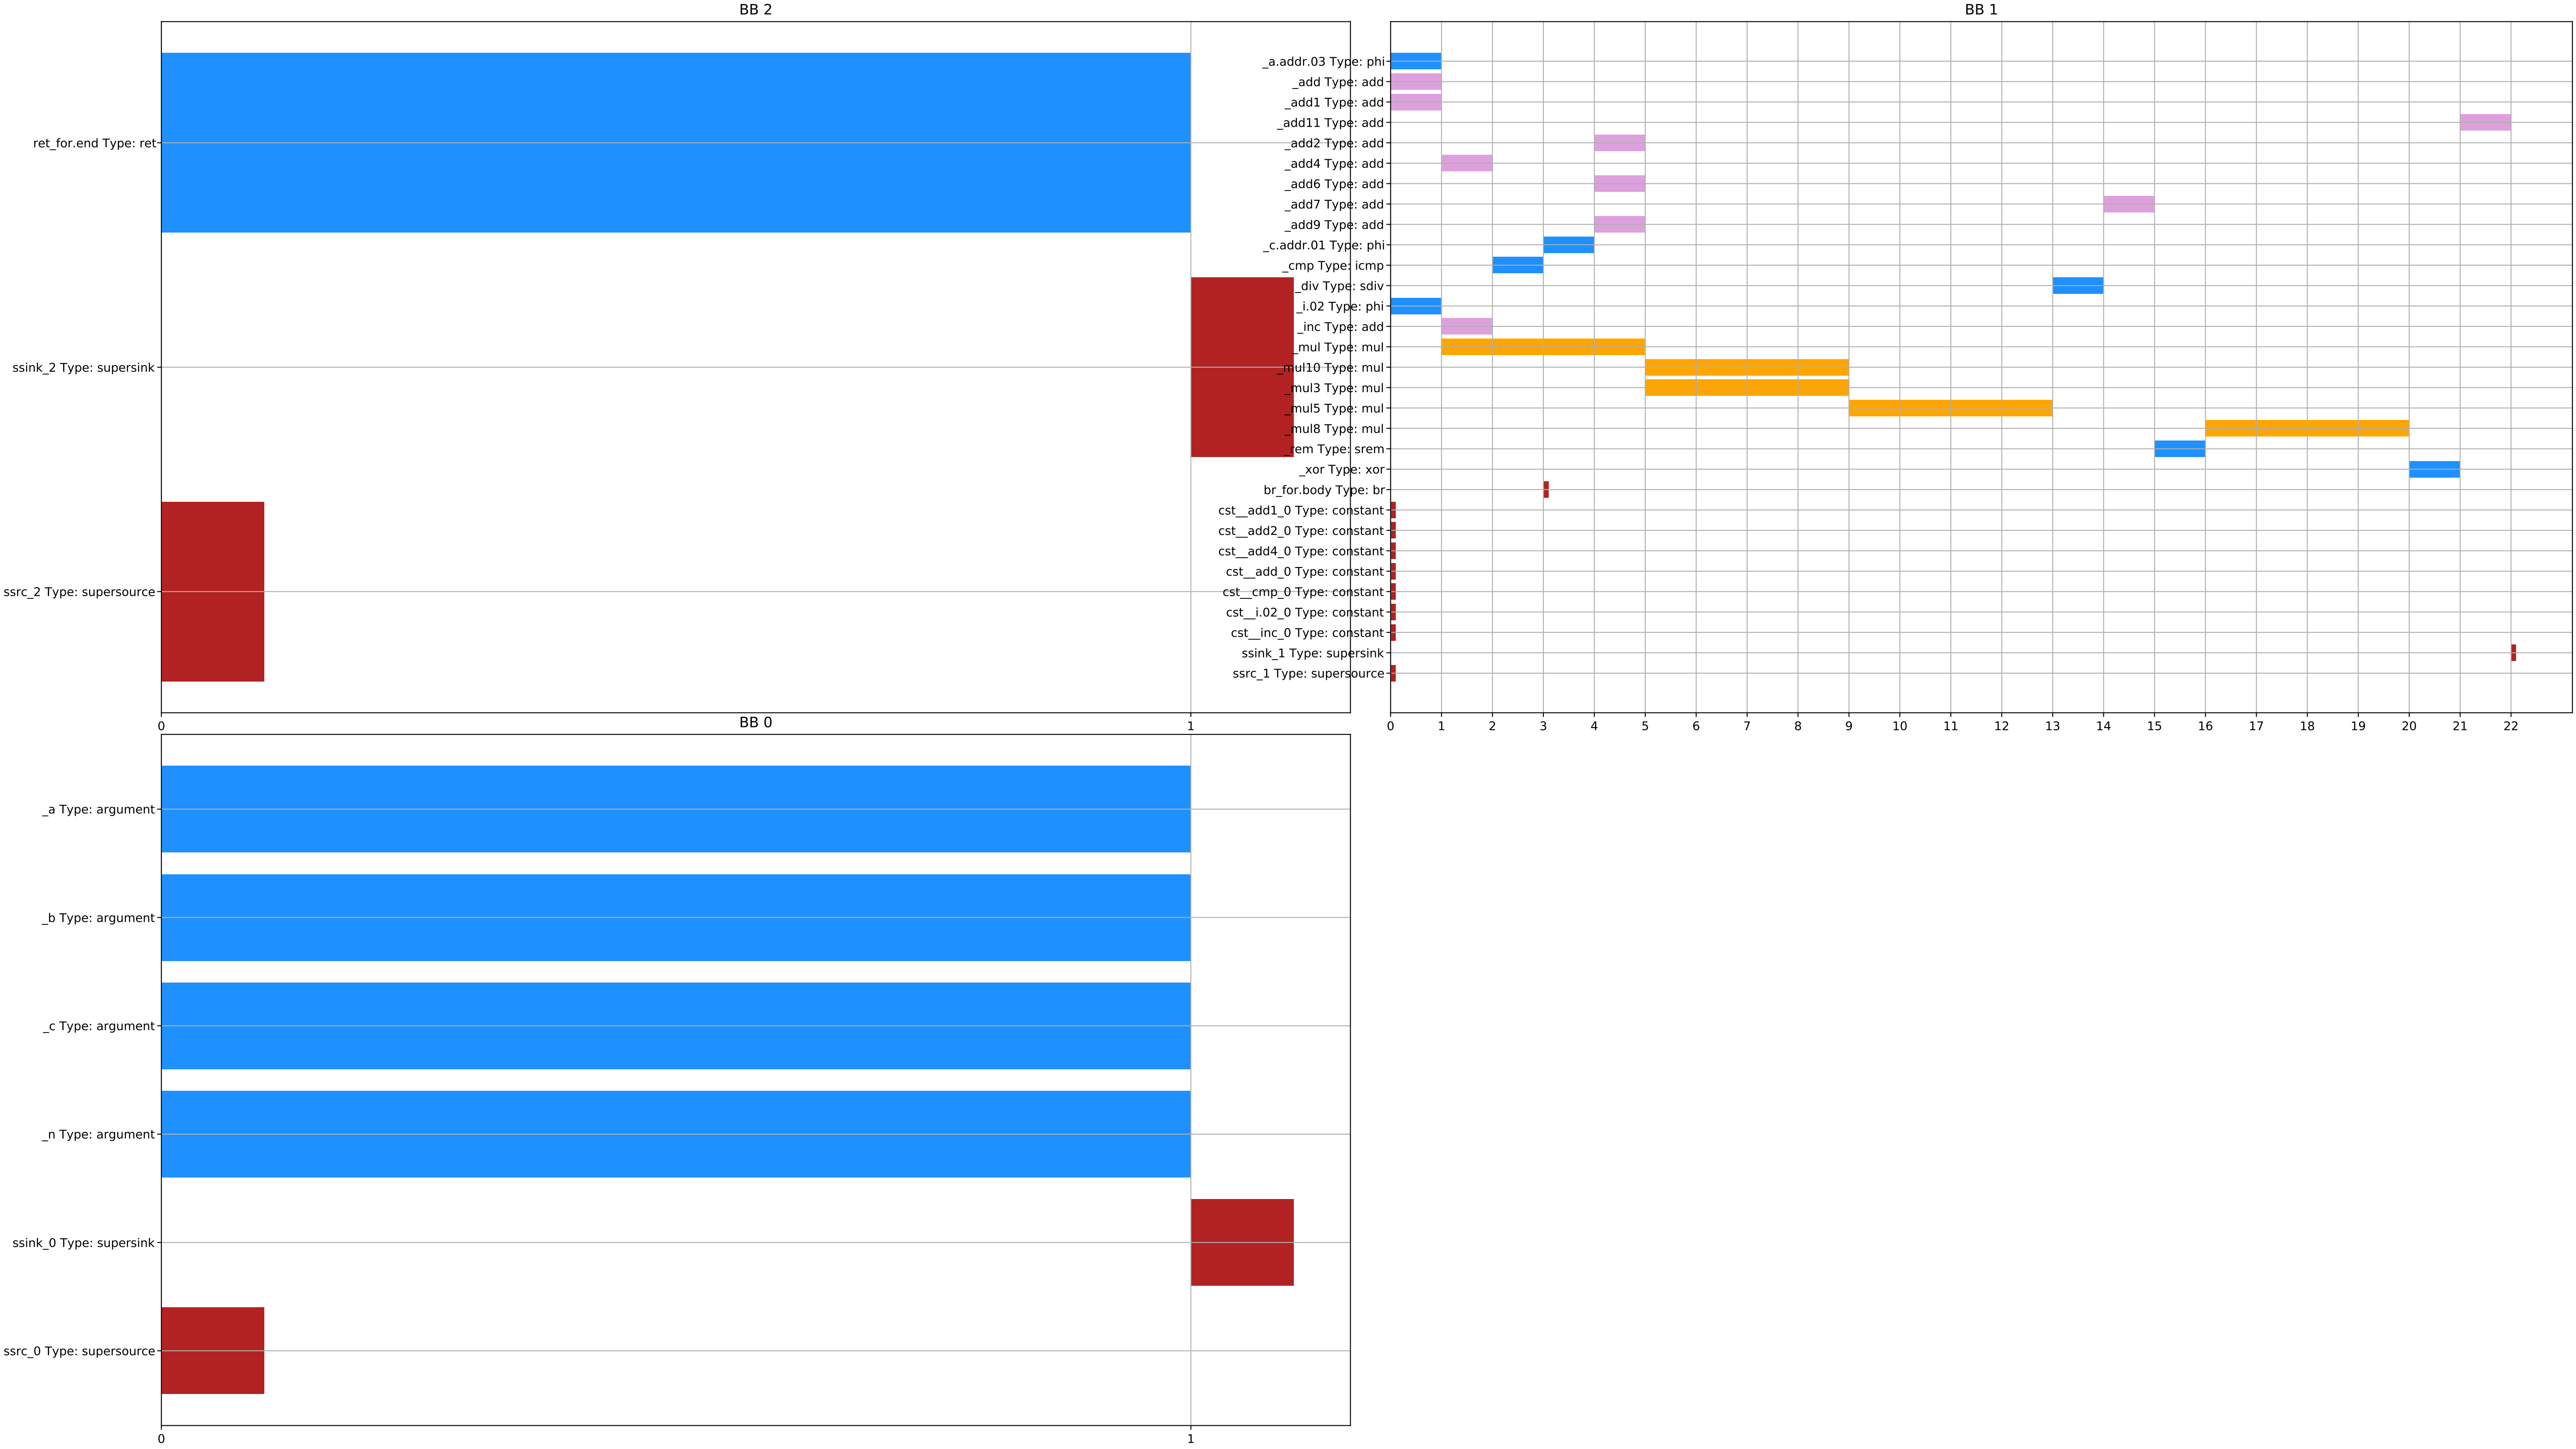 BB 2
ret_for.end Type: ret
ssink_2 Type: supersink
ssrc_2 Type: supersource
0 1
BB 1
_a.addr.03 Type: phi
_add Type: add
_add1 Type: add
_add11 Type: add
_add2 Type: add
_add4 Type: add
_add6 Type: add
_add7 Type: add
_add9 Type: add
_c.addr.01 Type: phi
_cmp Type: icmp
_div Type: sdiv
_i.02 Type: phi
_inc Type: add
_mul Type: mul
_mul10 Type: mul
_mul3 Type: mul
_mul5 Type: mul
_mul8 Type: mul
_rem Type: srem
_xor Type: xor
br_for.body Type: br
cst__add1_0 Type: constant
cst__add2_0 Type: constant
cst__add4_0 Type: constant
cst__add_0 Type: constant
cst__cmp_0 Type: constant
cst__i.02_0 Type: constant
cst__inc_0 Type: constant
ssink_1 Type: supersink
ssrc_1 Type: supersource
0 1 2 3 4 5 6 7 8 9 10 11 12 13 14 15 16 17 18 19 20 21 22
BB 0
_a Type: argument
_b Type: argument
_c Type: argument
_n Type: argument
ssink_0 Type: supersink
ssrc_0 Type: supersource
0 1